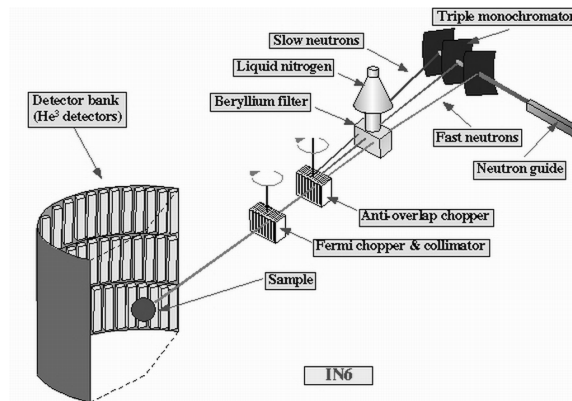 Triple monochromator
Slow neutrons
Liquid nitrogen
Beryllium filter
Detector bank
(He³ detectors)
Fast neutrons
Neutron guide
Anti-overlap chopper
Fermi chopper & collimator
Sample
IN6